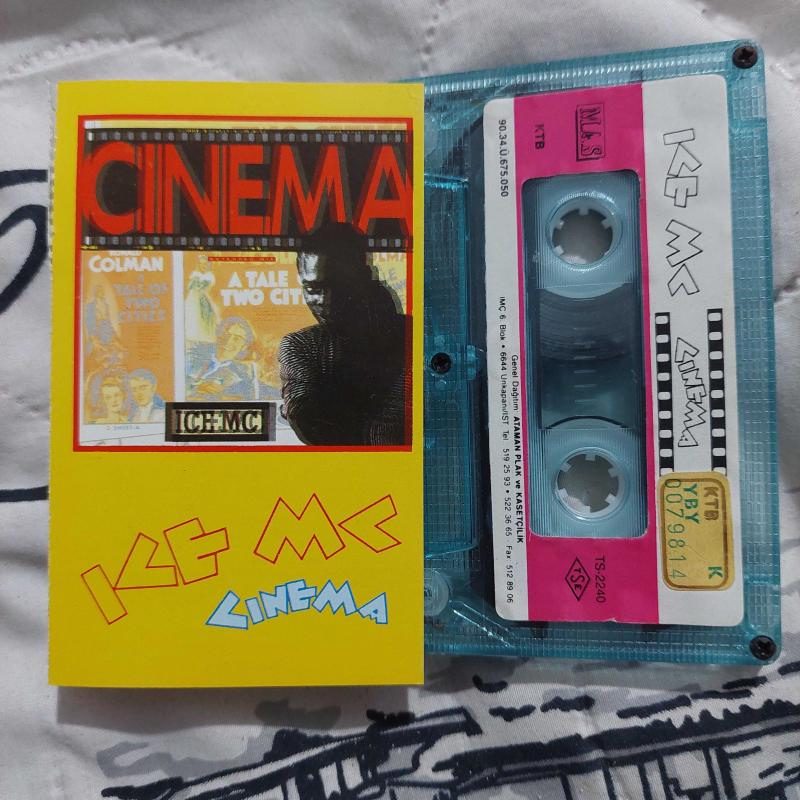 CINEMA
COLMAN
A TALE OF
TWO
CITIES
A TALE
TWO CITI
ICE MC
ICE MC
CINEMA
ICE MC
CINEMA
M.A.S
KTB
90.34.Ü.675.050
Genel Dağıtım: ATAMAN PLAK ve KASETÇİLİK
İMÇ 6. Blok • 6644 Unkapanı/İST Tel: 519 25 93 • 522 36 65 - Fax: 512 89 06
TS-2240
TSE
KTB K
YBY
0079814